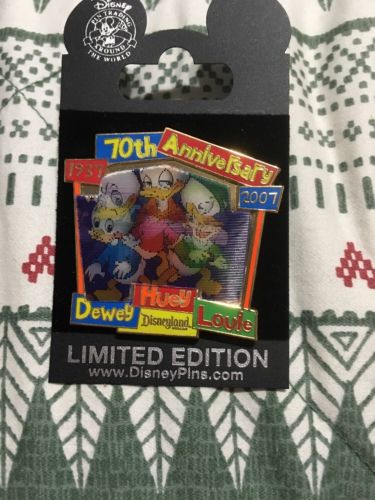 Disney
PIN TRADING
AROUND
THE WORLD
70th Anniversary
1937
2007
Huey
Dewey
Louie
Disneyland
LIMITED EDITION
www.DisneyPins.com